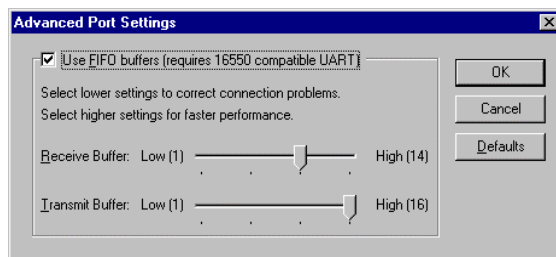 Advanced Port Settings
Use FIFO buffers (requires 16550 compatible UART)
OK
Select lower settings to correct connection problems.
Cancel
Select higher settings for faster performance.
Defaults
Receive Buffer: Low (1) High (14)
Transmit Buffer: Low (1) High (16)